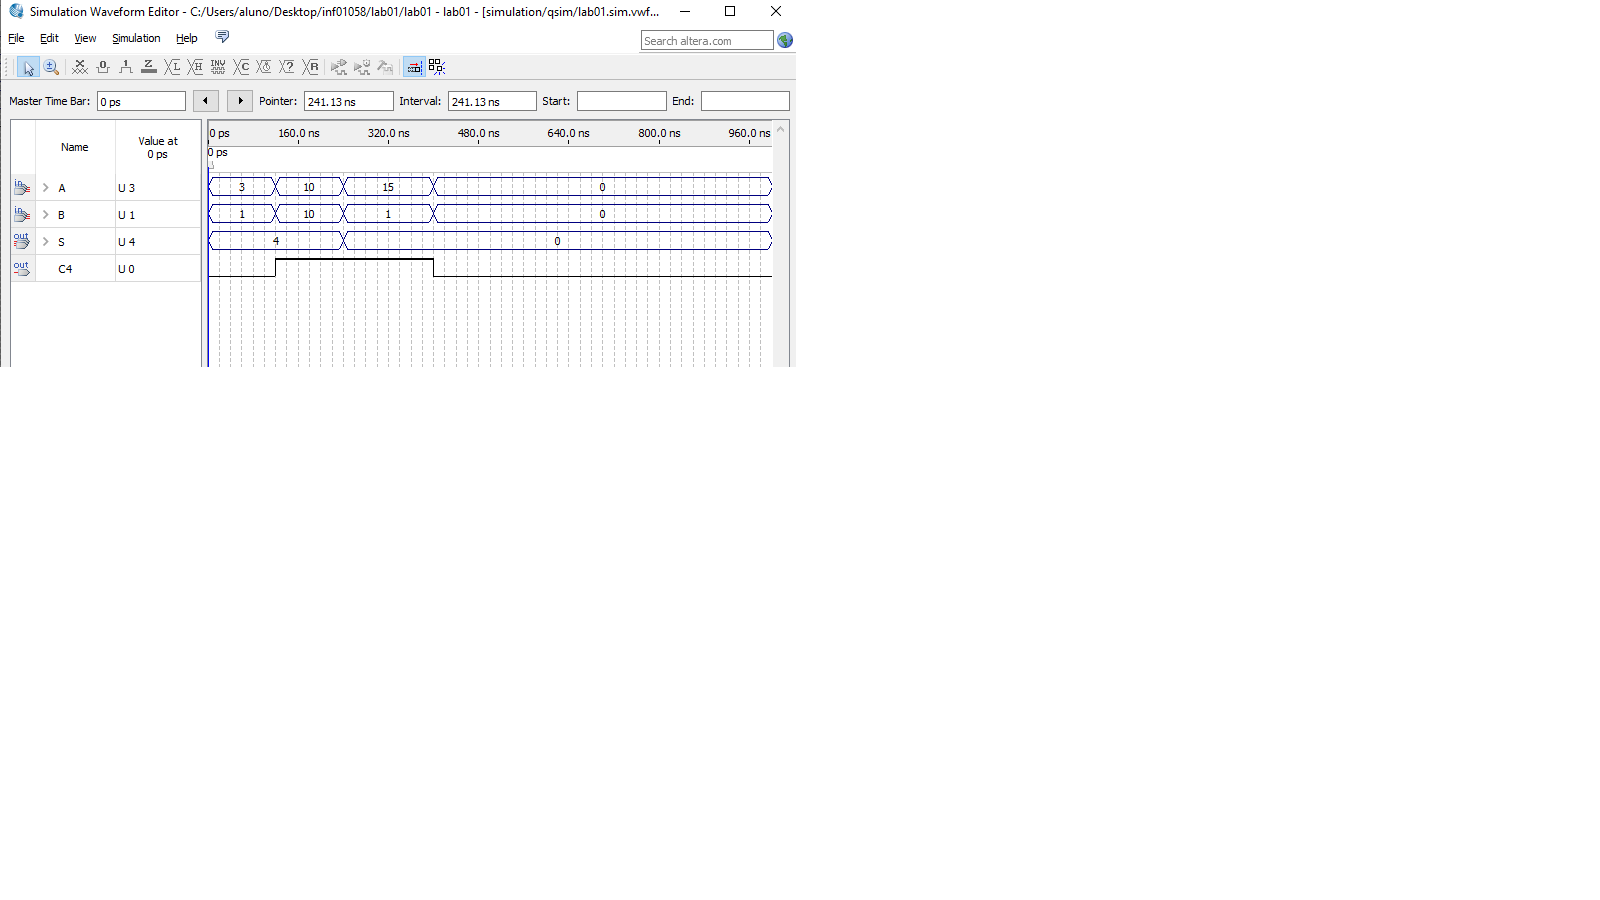 Simulation Waveform Editor - C:/Users/aluno/Desktop/inf01058/lab01/lab01 - lab01 - [simulation/qsim/lab01.sim.vwf...
File Edit View Simulation Help
Search altera.com
Master Time Bar: 0 ps Pointer: 241.13 ns Interval: 241.13 ns Start: End:
Name Value at 0 ps
0 ps 160.0 ns 320.0 ns 480.0 ns 640.0 ns 800.0 ns 960.0 ns
0 ps
in A U 3 3 10 15 0
in B U 1 1 10 1 0
out S U 4 4 0
out C4 U 0